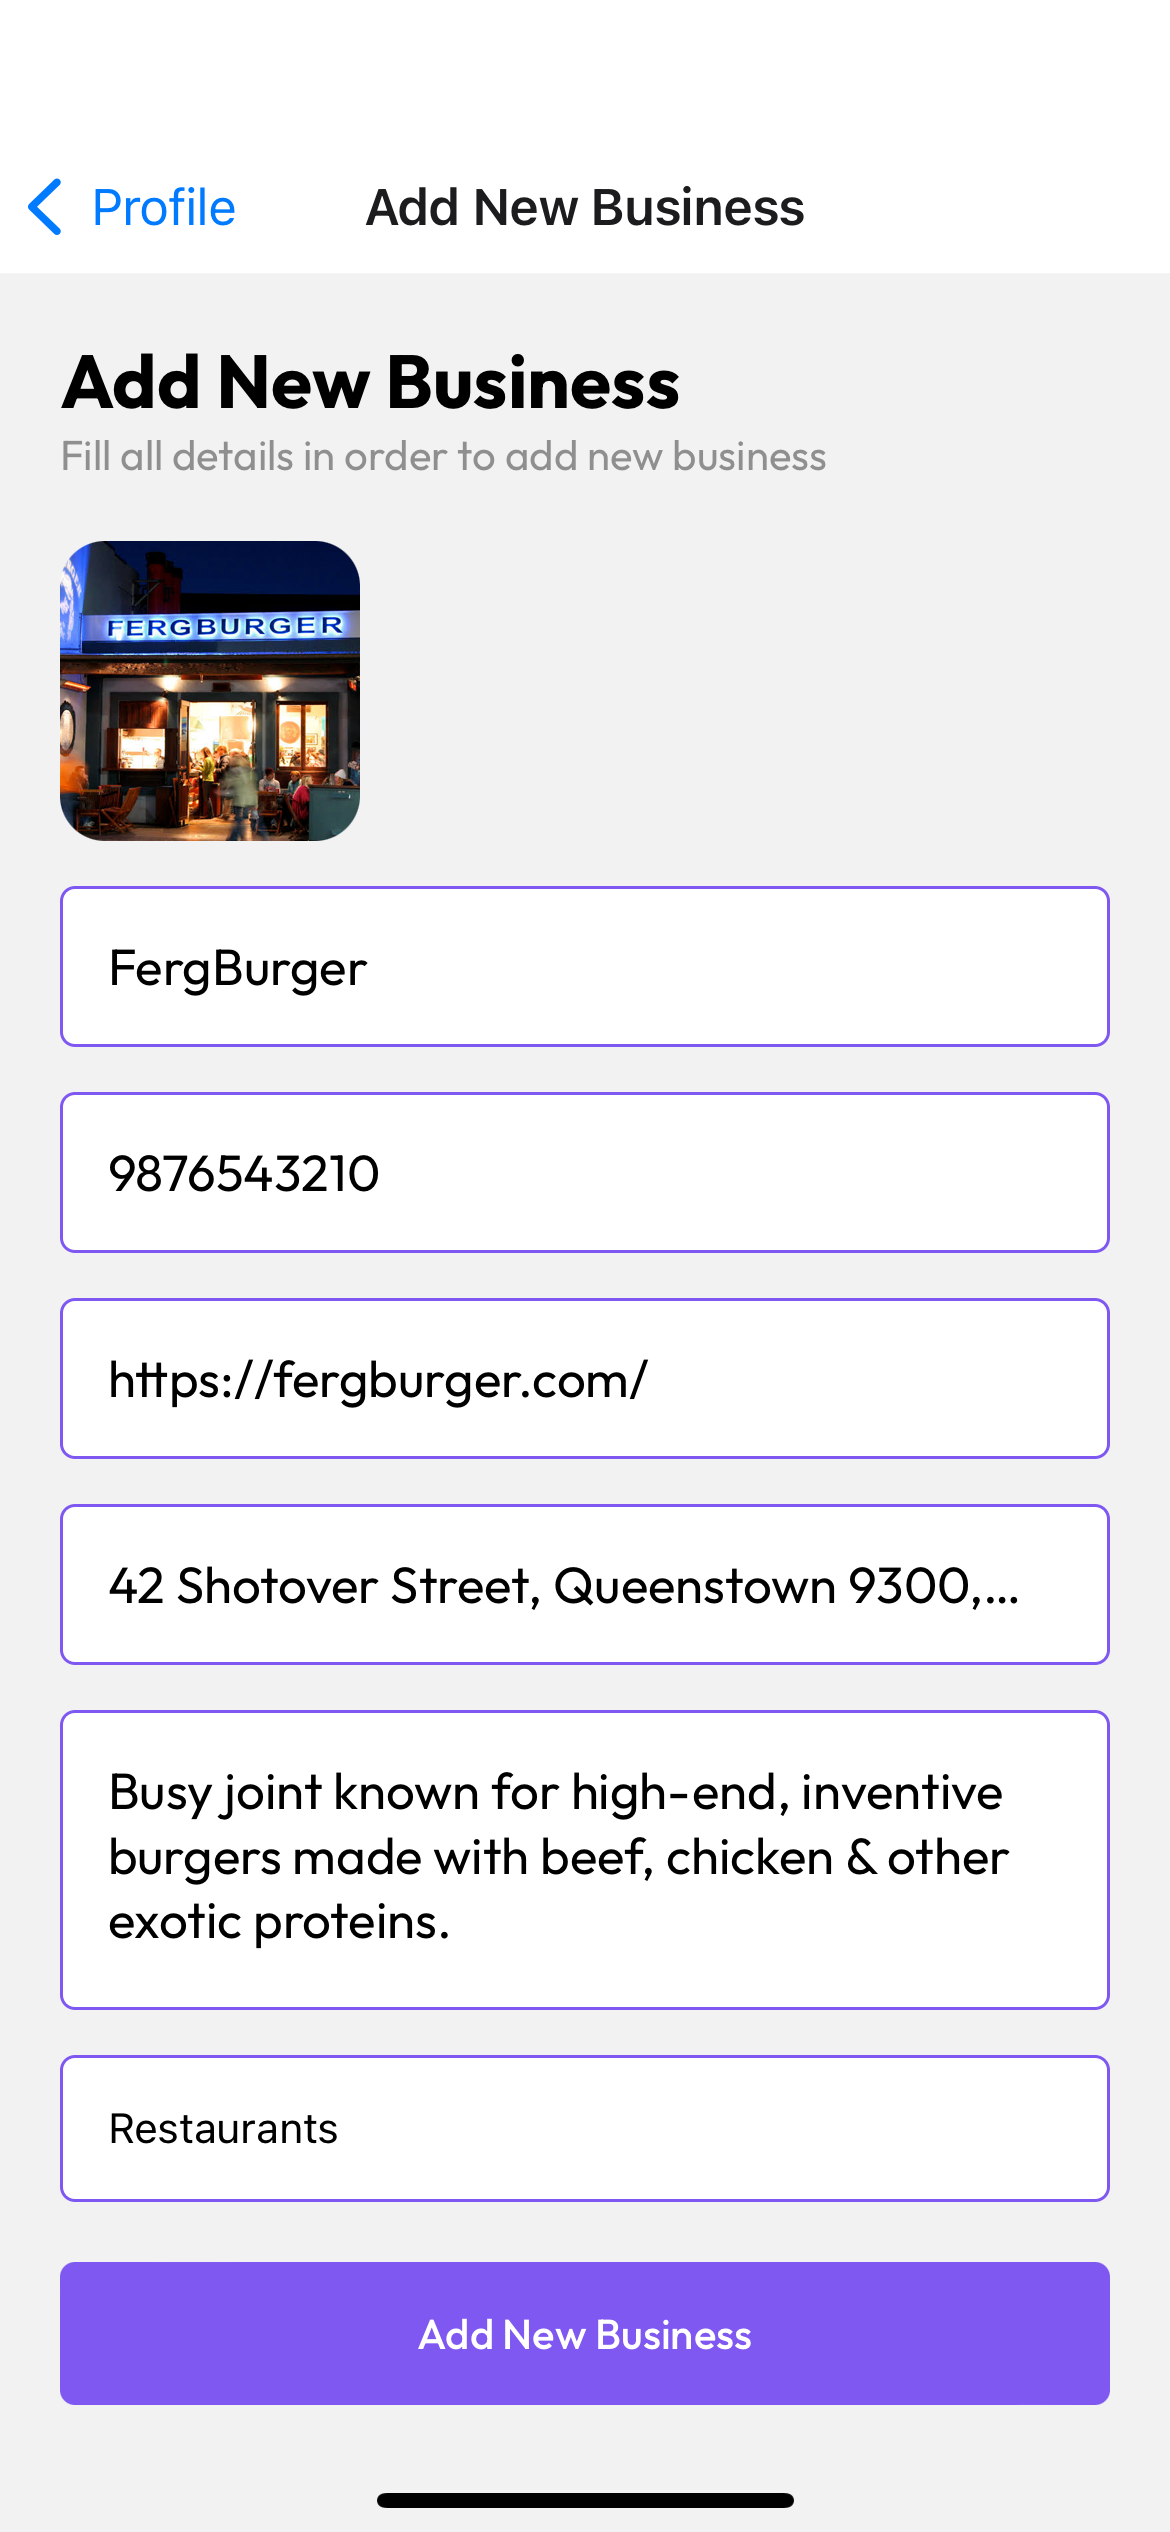 Profile
Add New Business
Add New Business
Fill all details in order to add new business
FERGBURGER
FergBurger
9876543210
https://fergburger.com/
42 Shotover Street, Queenstown 9300,...
Busy joint known for high-end, inventive
burgers made with beef, chicken & other
exotic proteins.
Restaurants
Add New Business